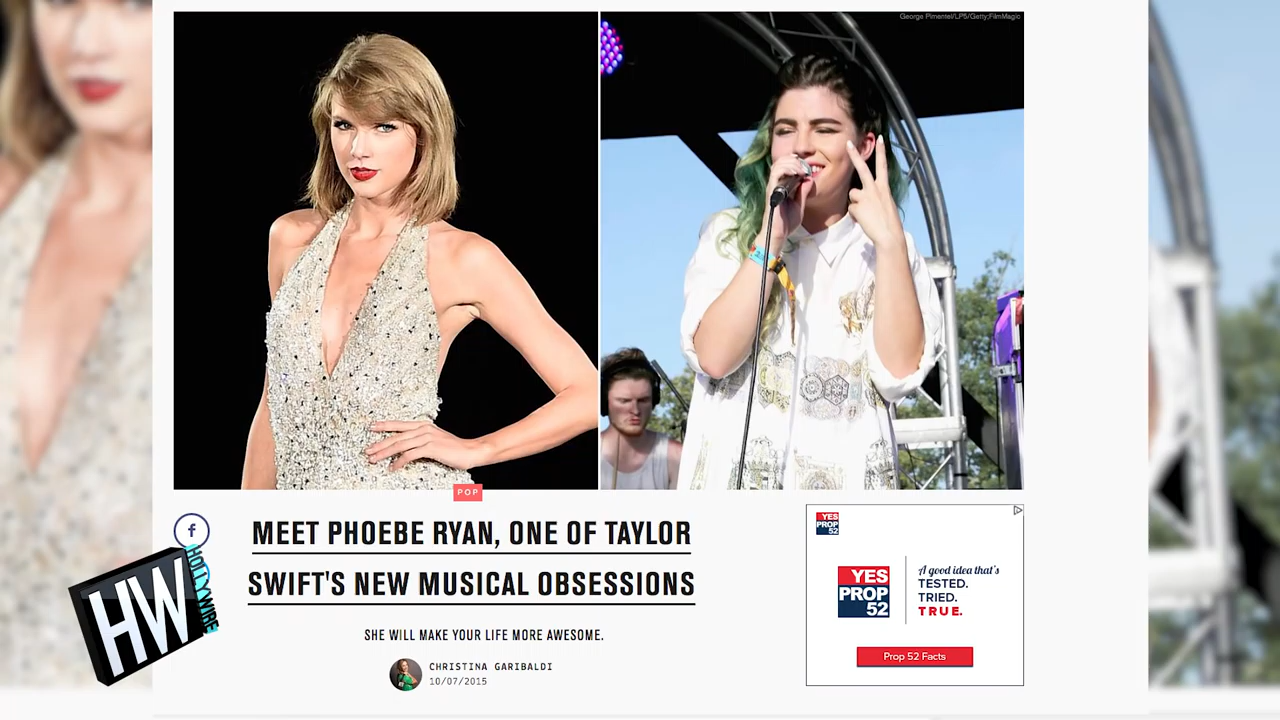 George Pimentel/LP5/Getty;FilmMagic
POP
f
MEET PHOEBE RYAN, ONE OF TAYLOR
SWIFT'S NEW MUSICAL OBSESSIONS
SHE WILL MAKE YOUR LIFE MORE AWESOME.
CHRISTINA GARIBALDI
10/07/2015
HW
HOLLYWIRE
YES
PROP
52
YES
PROP
52
A good idea that's
TESTED.
TRIED.
TRUE.
Prop 52 Facts